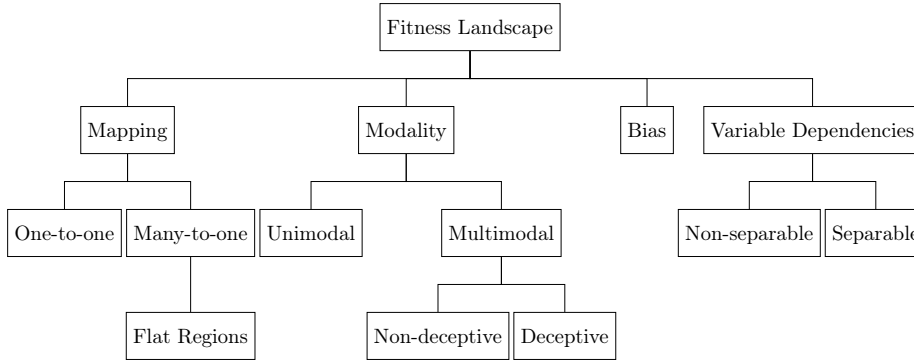 Fitness Landscape
Mapping
Modality
Bias
Variable Dependencies
One-to-one
Many-to-one
Unimodal
Multimodal
Non-separable
Separable
Flat Regions
Non-deceptive
Deceptive